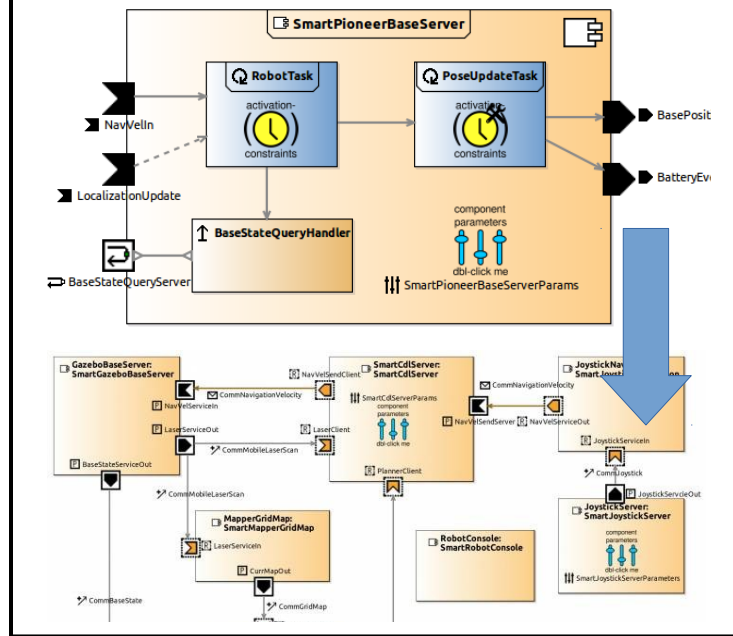 SmartPioneerBaseServer
RobotTask
PoseUpdateTask
activation-
constraints
activation-
constraints
NavVelIn
BasePosit
LocalizationUpdate
BatteryEv
BaseStateQueryHandler
component
parameters
dbl-click me
BaseStateQueryServer
SmartPioneerBaseServerParams
GazeboBaseServer:
SmartGazeboBaseServer
[R] NavVelSendClient
SmartCdlServer:
SmartCdlServer
JoystickNav
SmartJoyst
ion
CommNavigationVelocity
SmartCdlServerParams
component
parameters
dbl-click me
CommNavigationVelocity
[P] NavVelServiceIn
[P] NavVelSendServer
[R] NavVelServiceOut
[P] LaserServiceOut
[R] LaserClient
CommMobileLaserScan
[R] JoystickServiceIn
[P] BaseStateServiceOut
[R] PlannerClient
CommJoystick
CommMobileLaserScan
[P] JoystickServcieOut
MapperGridMap:
SmartMapperGridMap
JoystickServer:
SmartJoystickServer
[R] LaserServiceIn
RobotConsole:
SmartRobotConsole
component
parameters
dbl-click me
[P] CurrMapOut
SmartJoystickServerParameters
CommBaseState
CommGridMap